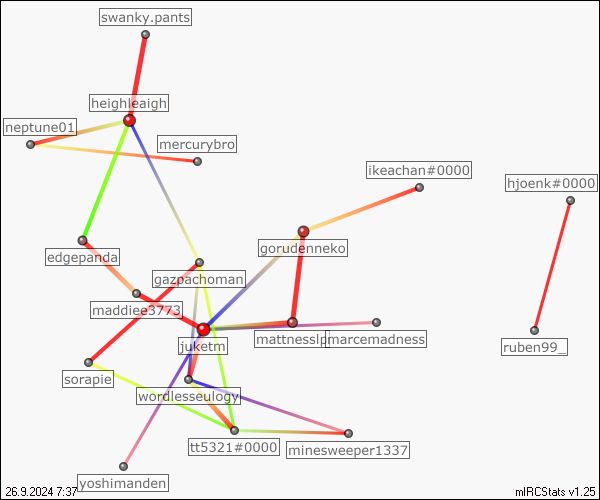 swanky.pants
heighleaigh
neptune01
mercurybro
ikeachan#0000
hjoenk#0000
gorudenneko
edgepanda
gazpachoman
maddiee3773
juketm
mattnesslp
marcemadness
ruben99_
sorapie
wordlesseulogy
tt5321#0000
minesweeper1337
yoshimanden
26.9.2024 7:37
mIRCStats v1.25